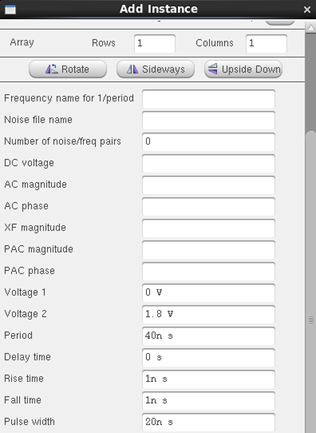 Add Instance
Array Rows 1 Columns 1
Rotate Sideways Upside Down
Frequency name for 1/period
Noise file name
Number of noise/freq pairs 0
DC voltage
AC magnitude
AC phase
XF magnitude
PAC magnitude
PAC phase
Voltage 1 0 V
Voltage 2 1.8 V
Period 40n s
Delay time 0 s
Rise time 1n s
Fall time 1n s
Pulse width 20n s